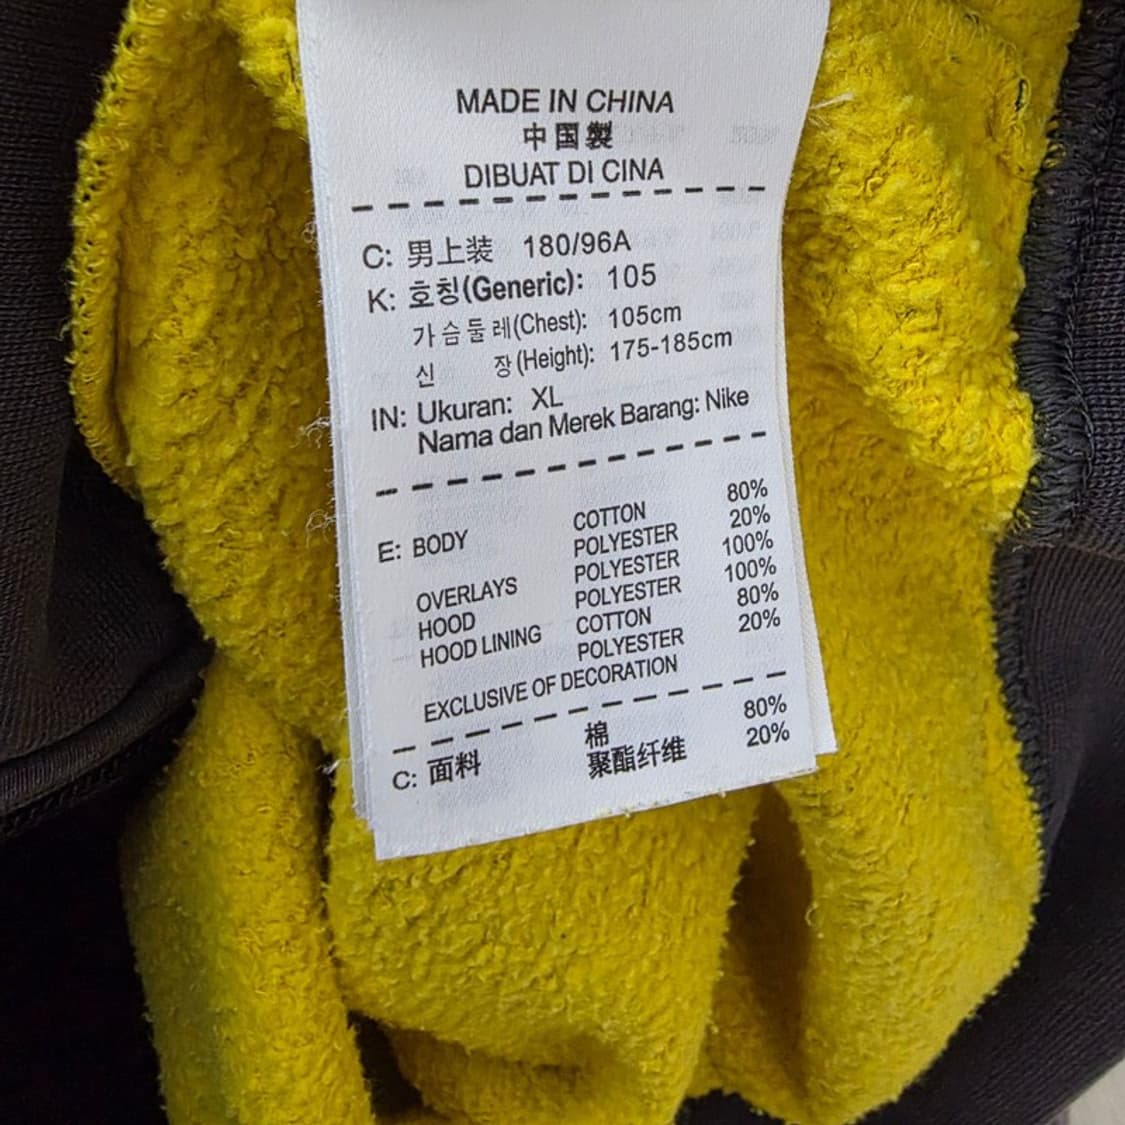 MADE IN CHINA
中国製
DIBUAT DI CINA
C: 男上装 180/96A
K: 호칭(Generic): 105
가슴둘레(Chest): 105cm
신 장(Height): 175-185cm
IN: Ukuran: XL
Nama dan Merek Barang: Nike
E: BODY COTTON 80%
POLYESTER 20%
OVERLAYS POLYESTER 100%
HOOD POLYESTER 100%
HOOD LINING COTTON 80%
POLYESTER 20%
EXCLUSIVE OF DECORATION
C: 面料 棉 80%
聚酯纤维 20%